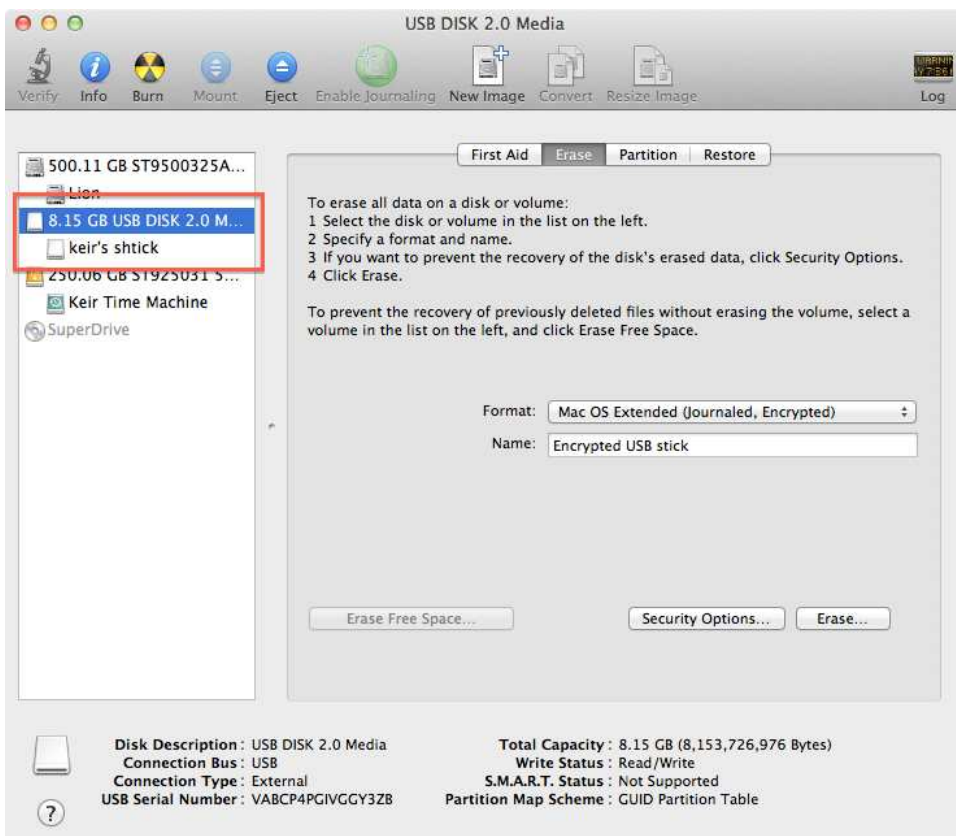 USB DISK 2.0 Media
Verify Info Burn Mount Eject Enable Journaling New Image Convert Resize Image Log
First Aid Erase Partition Restore
500.11 GB ST9500325A...
Lion
8.15 GB USB DISK 2.0 M...
keir's shtick
250.06 GB ST925031 5...
Keir Time Machine
SuperDrive
To erase all data on a disk or volume:
1 Select the disk or volume in the list on the left.
2 Specify a format and name.
3 If you want to prevent the recovery of the disk's erased data, click Security Options.
4 Click Erase.
To prevent the recovery of previously deleted files without erasing the volume, select a
volume in the list on the left, and click Erase Free Space.
Format: Mac OS Extended (Journaled, Encrypted)
Name: Encrypted USB stick
Erase Free Space... Security Options... Erase...
Disk Description : USB DISK 2.0 Media
Connection Bus : USB
Connection Type : External
USB Serial Number : VABCP4PGIVGGY3ZB
Total Capacity : 8.15 GB (8,153,726,976 Bytes)
Write Status : Read/Write
S.M.A.R.T. Status : Not Supported
Partition Map Scheme : GUID Partition Table
?